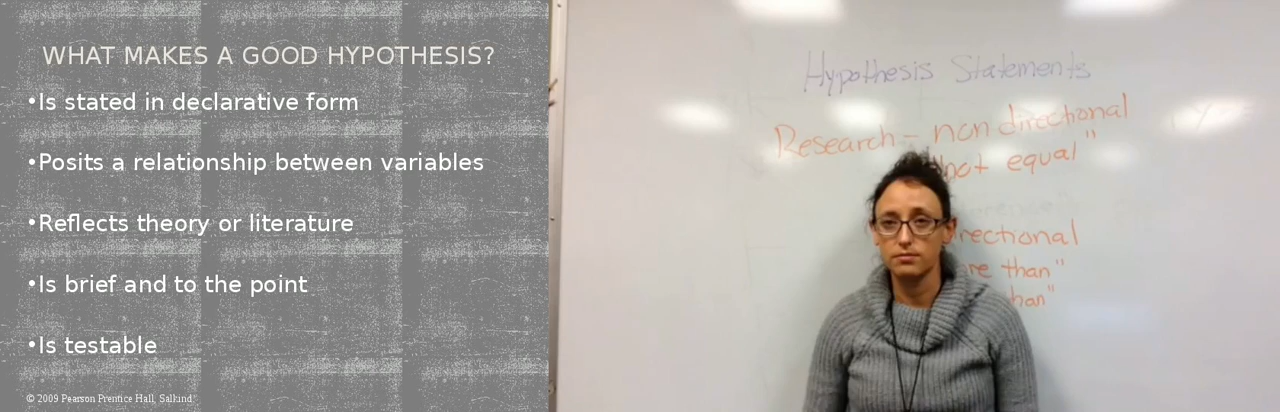 WHAT MAKES A GOOD HYPOTHESIS?
•Is stated in declarative form
•Posits a relationship between variables
•Reflects theory or literature
•Is brief and to the point
•Is testable
© 2009 Pearson Prentice Hall, Salkind
Hypothesis Statements
Research - non directional
not equal"
rectional
re than"
han"